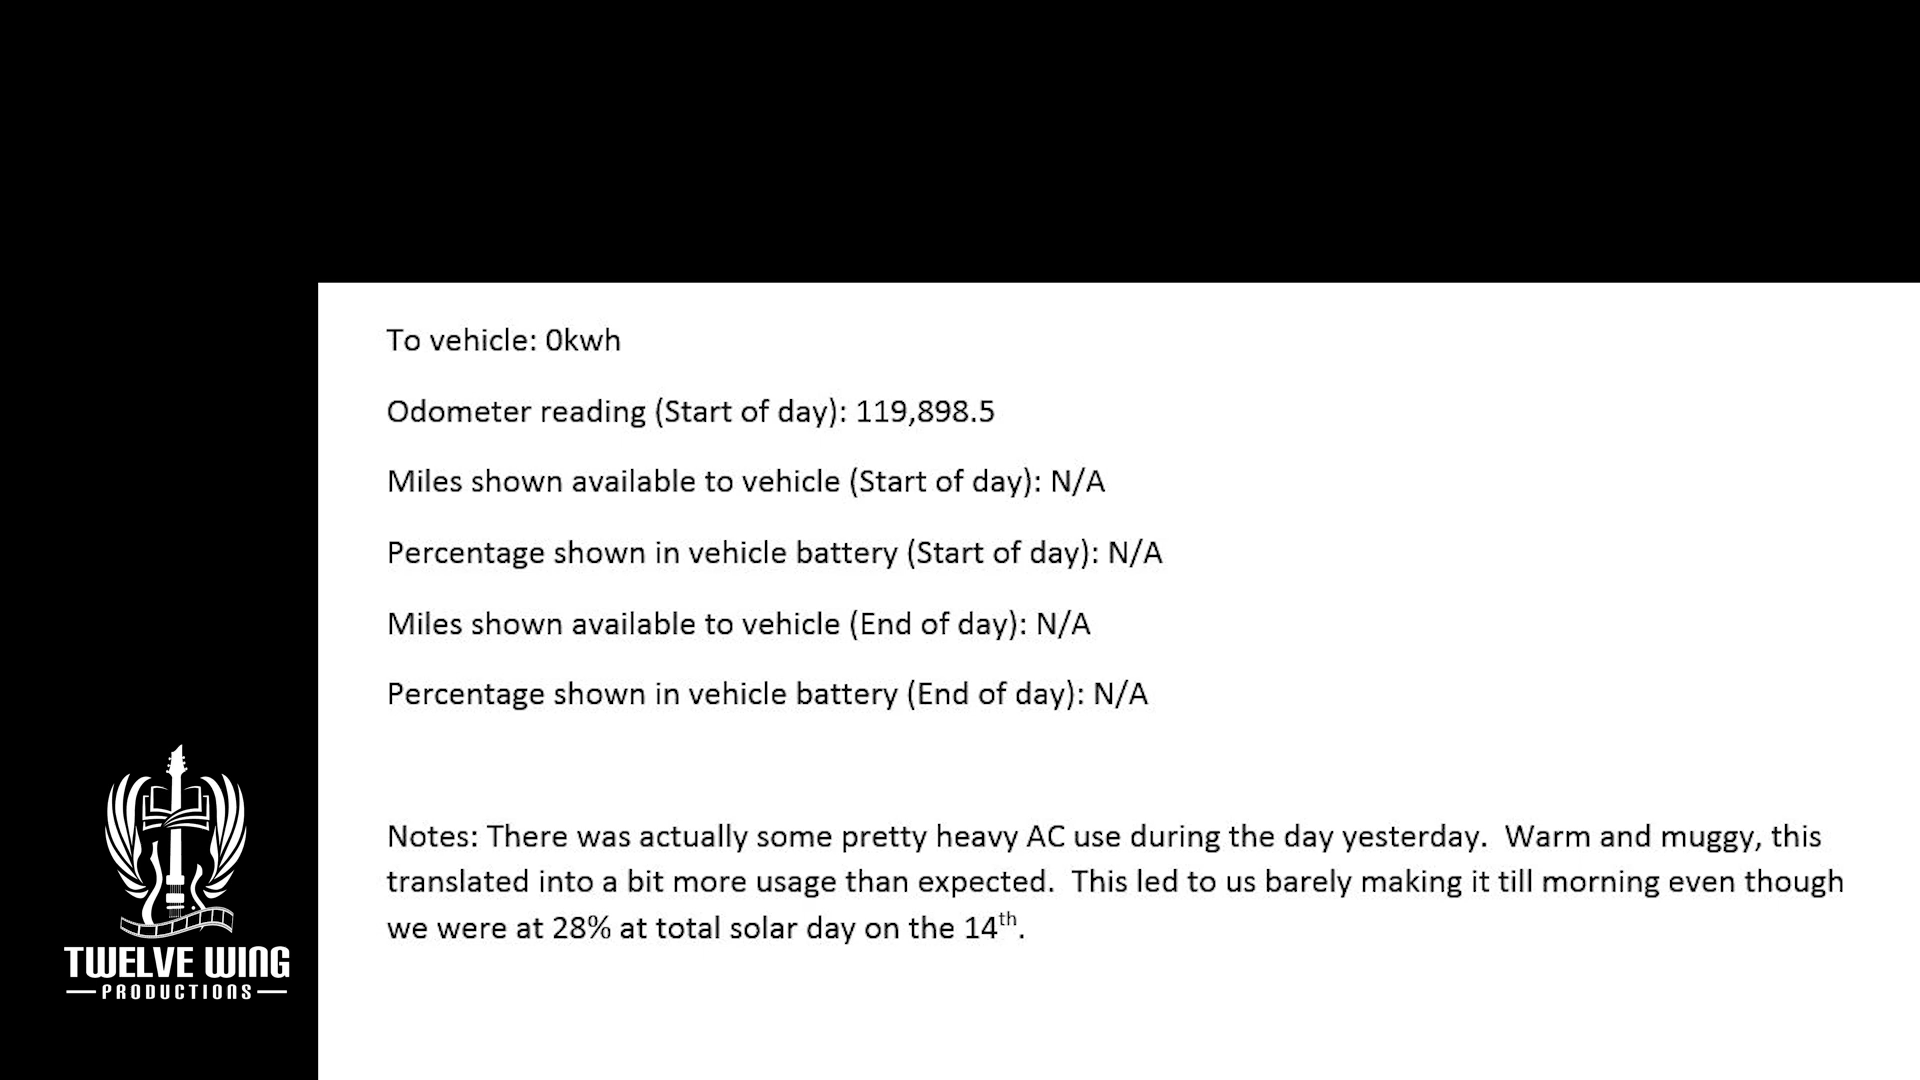 To vehicle: 0kwh
Odometer reading (Start of day): 119,898.5
Miles shown available to vehicle (Start of day): N/A
Percentage shown in vehicle battery (Start of day): N/A
Miles shown available to vehicle (End of day): N/A
Percentage shown in vehicle battery (End of day): N/A
Notes: There was actually some pretty heavy AC use during the day yesterday.  Warm and muggy, this
translated into a bit more usage than expected.  This led to us barely making it till morning even though
we were at 28% at total solar day on the 14th.
TWELVE WING
PRODUCTIONS